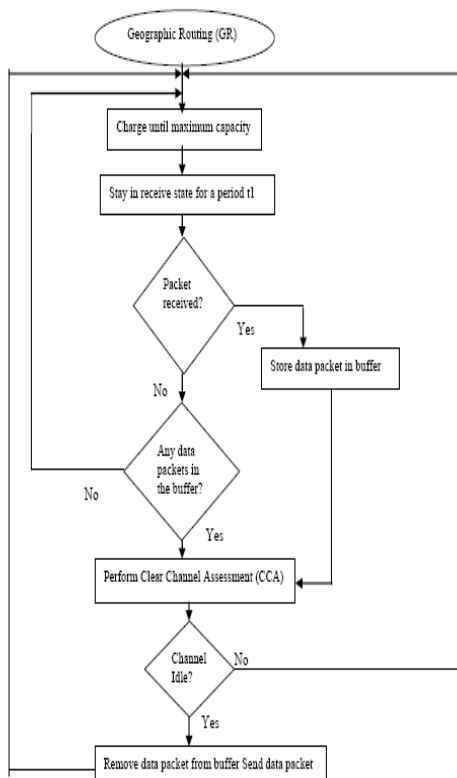 Geographic Routing (GR)
Charge until maximum capacity
Stay in receive state for a period t1
Packet
received?
Yes
Store data packet in buffer
No
Any data
packets in
the buffer?
No
Yes
Perform Clear Channel Assessment (CCA)
Channel
Idle?
No
Yes
Remove data packet from buffer Send data packet